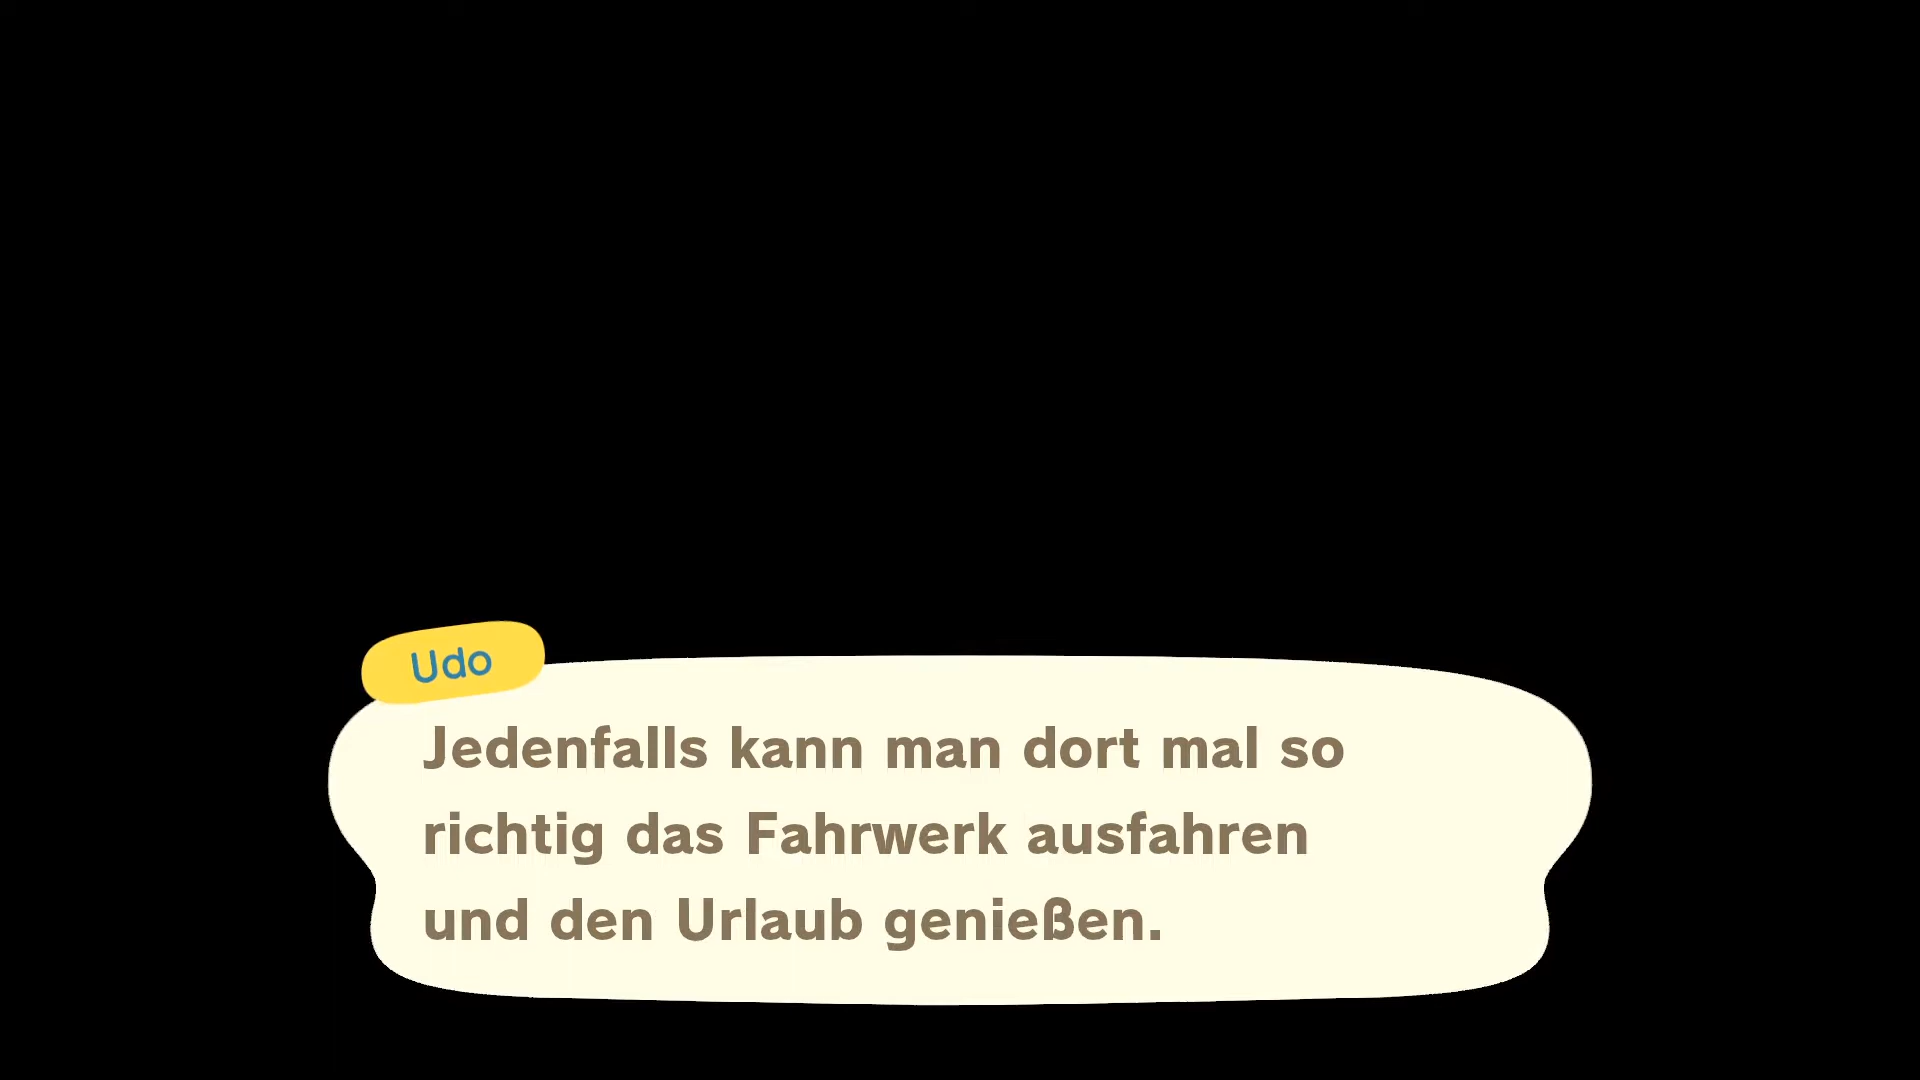 Udo
Jedenfalls kann man dort mal so
richtig das Fahrwerk ausfahren
und den Urlaub genießen.